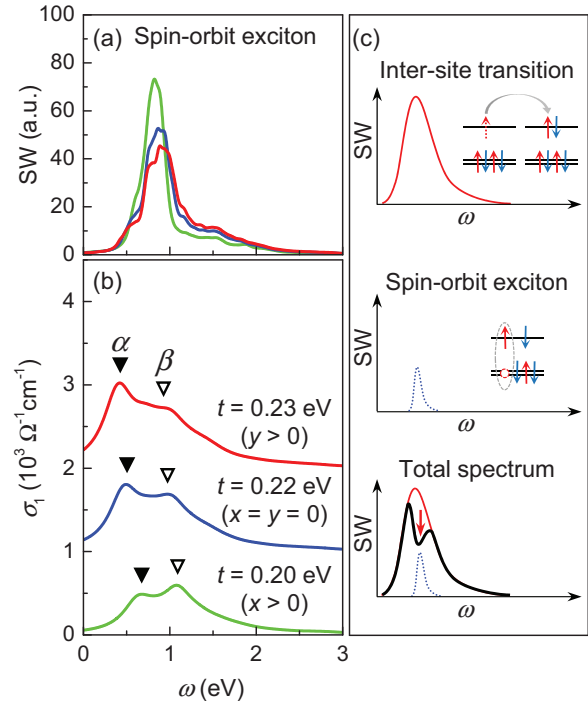 (a) Spin-orbit exciton
SW (a.u.)
100
80
60
40
20
0
(b)
σ₁ (10³ Ω⁻¹cm⁻¹)
4
3
2
1
0
α
β
t = 0.23 eV
(y > 0)
t = 0.22 eV
(x = y = 0)
t = 0.20 eV
(x > 0)
0 1 2 3
ω (eV)
(c)
Inter-site transition
SW
ω
Spin-orbit exciton
SW
ω
Total spectrum
SW
ω